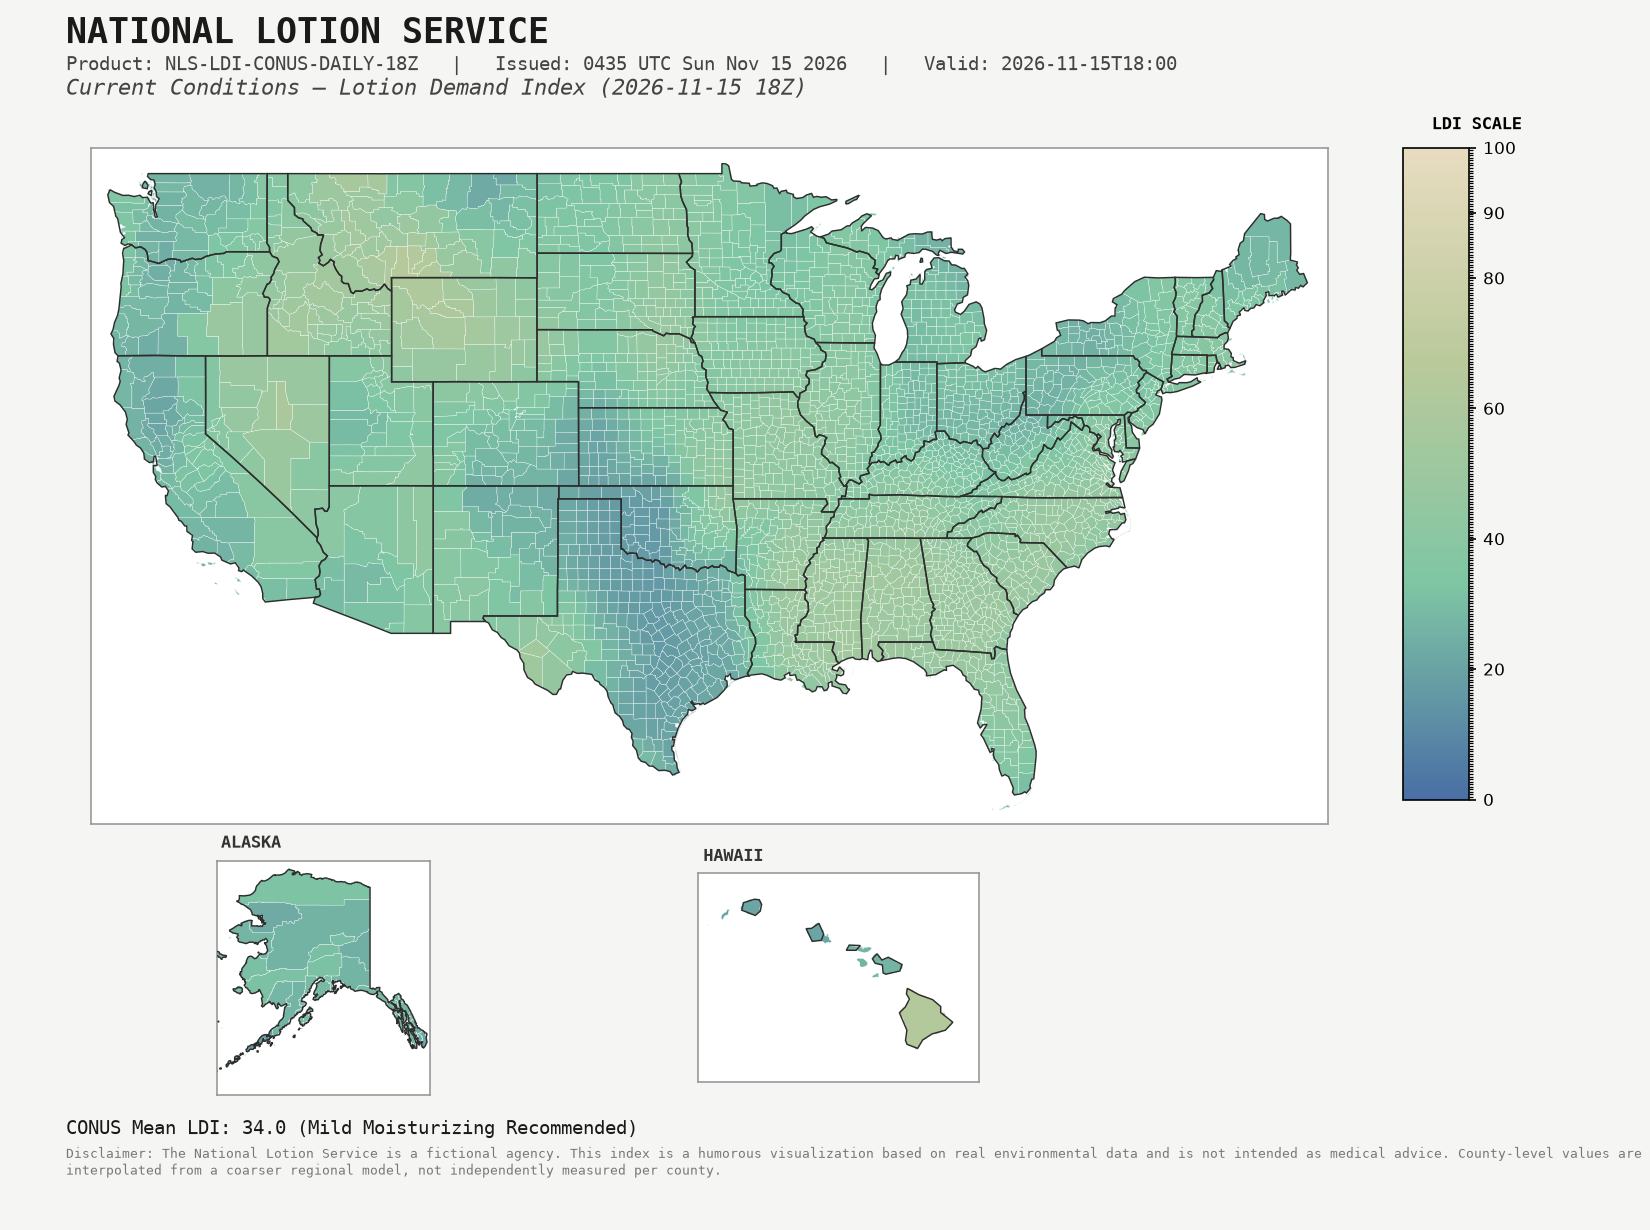 NATIONAL LOTION SERVICE
Product: NLS-LDI-CONUS-DAILY-18Z | Issued: 0435 UTC Sun Nov 15 2026 | Valid: 2026-11-15T18:00
Current Conditions — Lotion Demand Index (2026-11-15 18Z)
LDI SCALE
100
90
80
60
40
20
0
ALASKA
HAWAII
CONUS Mean LDI: 34.0 (Mild Moisturizing Recommended)
Disclaimer: The National Lotion Service is a fictional agency. This index is a humorous visualization based on real environmental data and is not intended as medical advice. County-level values are
interpolated from a coarser regional model, not independently measured per county.